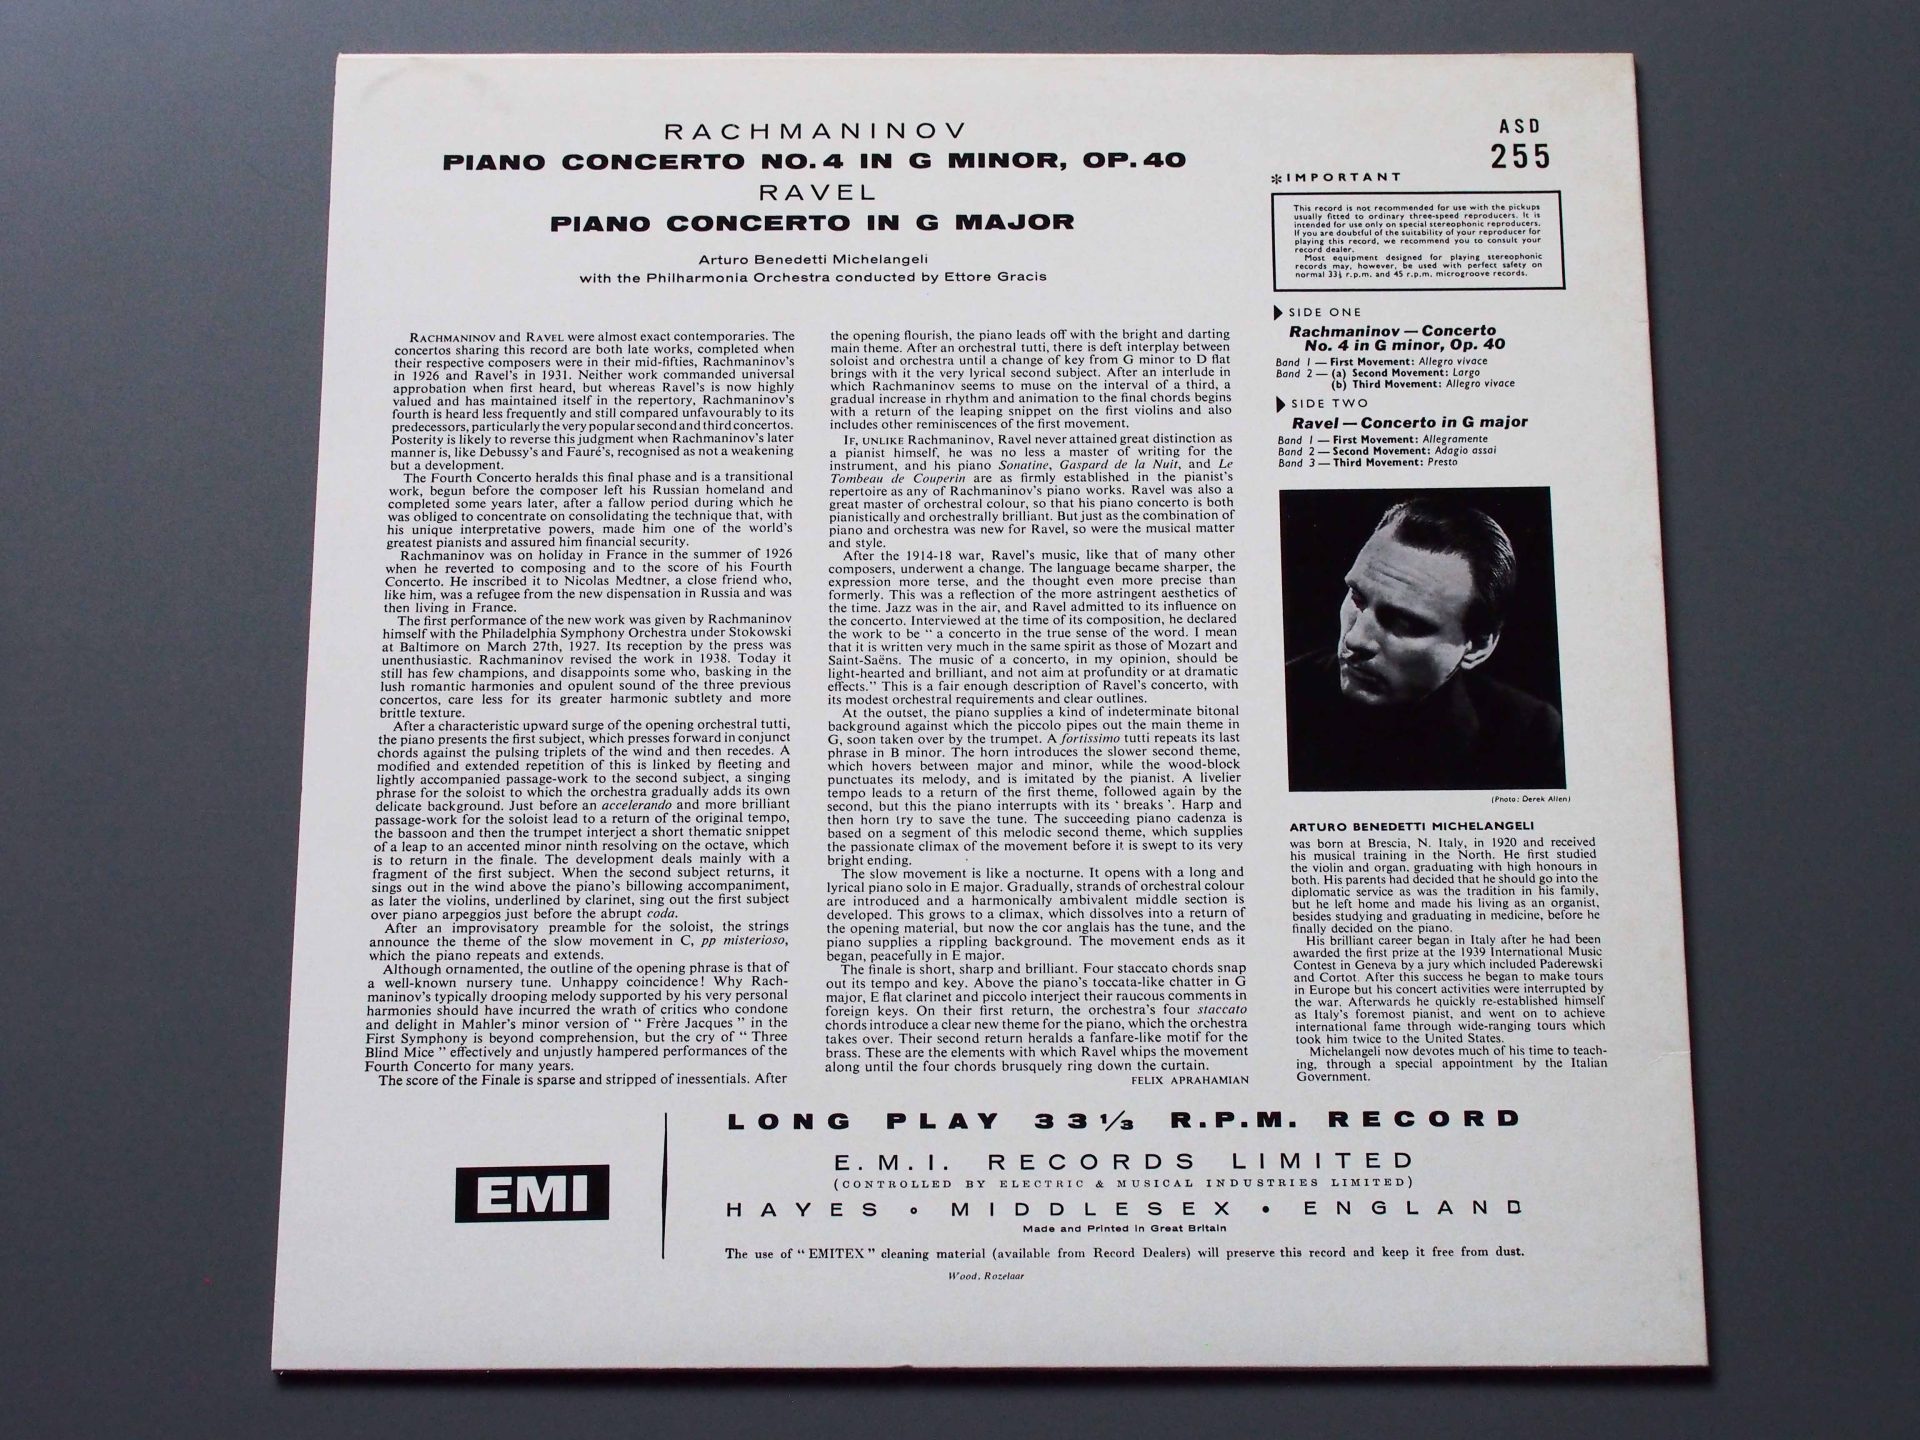 RACHMANINOV
PIANO CONCERTO NO. 4 IN G MINOR, OP. 40
RAVEL
PIANO CONCERTO IN G MAJOR
Arturo Benedetti Michelangeli
with the Philharmonia Orchestra conducted by Ettore Gracis
RACHMANINOV and RAVEL were almost exact contemporaries. The
concertos sharing this record are both late works, completed when
their respective composers were in their mid-fifties, Rachmaninov's
in 1926 and Ravel's in 1931. Neither work commanded universal
approbation when first heard, but whereas Ravel's is now highly
valued and has maintained itself in the repertory, Rachmaninov's
fourth is heard less frequently and still compared unfavourably to its
predecessors, particularly the very popular second and third concertos.
Posterity is likely to reverse this judgment when Rachmaninov's later
manner is, like Debussy's and Fauré's, recognised as not a weakening
but a development.
The Fourth Concerto heralds this final phase and is a transitional
work, begun before the composer left his Russian homeland and
completed some years later, after a fallow period during which he
was obliged to concentrate on consolidating the technique that, with
his unique interpretative powers, made him one of the world's
greatest pianists and assured him financial security.
Rachmaninov was on holiday in France in the summer of 1926
when he reverted to composing and to the score of his Fourth
Concerto. He inscribed it to Nicolas Medtner, a close friend who,
like him, was a refugee from the new dispensation in Russia and was
then living in France.
The first performance of the new work was given by Rachmaninov
himself with the Philadelphia Symphony Orchestra under Stokowski
at Baltimore on March 27th, 1927. Its reception by the press was
unenthusiastic. Rachmaninov revised the work in 1938. Today it
still has few champions, and disappoints some who, basking in the
lush romantic harmonies and opulent sound of the three previous
concertos, care less for its greater harmonic subtlety and more
brittle texture.
After a characteristic upward surge of the opening orchestral tutti,
the piano presents the first subject, which presses forward in conjunct
chords against the pulsing triplets of the wind and then recedes. A
modified and extended repetition of this is linked by fleeting and
lightly accompanied passage-work to the second subject, a singing
phrase for the soloist to which the orchestra gradually adds its own
delicate background. Just before an accelerando and more brilliant
passage-work for the soloist lead to a return of the original tempo,
the bassoon and then the trumpet interject a short thematic snippet
of a leap to an accented minor ninth resolving on the octave, which
is to return in the finale. The development deals mainly with a
fragment of the first subject. When the second subject returns, it
sings out in the wind above the piano's billowing accompaniment,
as later the violins, underlined by clarinet, sing out the first subject
over piano arpeggios just before the abrupt coda.
After an improvisatory preamble for the soloist, the strings
announce the theme of the slow movement in C, pp misterioso,
which the piano repeats and extends.
Although ornamented, the outline of the opening phrase is that of
a well-known nursery tune. Unhappy coincidence! Why Rach-
maninov's typically drooping melody supported by his very personal
harmonies should have incurred the wrath of critics who condone
and delight in Mahler's minor version of " Frère Jacques " in the
First Symphony is beyond comprehension, but the cry of " Three
Blind Mice " effectively and unjustly hampered performances of the
Fourth Concerto for many years.
The score of the Finale is sparse and stripped of inessentials. After
the opening flourish, the piano leads off with the bright and darting
main theme. After an orchestral tutti, there is deft interplay between
soloist and orchestra until a change of key from G minor to D flat
brings with it the very lyrical second subject. After an interlude in
which Rachmaninov seems to muse on the interval of a third, a
gradual increase in rhythm and animation to the final chords begins
with a return of the leaping snippet on the first violins and also
includes other reminiscences of the first movement.
IF, UNLIKE Rachmaninov, Ravel never attained great distinction as
a pianist himself, he was no less a master of writing for the
instrument, and his piano Sonatine, Gaspard de la Nuit, and Le
Tombeau de Couperin are as firmly established in the pianist's
repertoire as any of Rachmaninov's piano works. Ravel was also a
great master of orchestral colour, so that his piano concerto is both
pianistically and orchestrally brilliant. But just as the combination of
piano and orchestra was new for Ravel, so were the musical matter
and style.
After the 1914-18 war, Ravel's music, like that of many other
composers, underwent a change. The language became sharper, the
expression more terse, and the thought even more precise than
formerly. This was a reflection of the more astringent aesthetics of
the time. Jazz was in the air, and Ravel admitted to its influence on
the concerto. Interviewed at the time of its composition, he declared
the work to be " a concerto in the true sense of the word. I mean
that it is written very much in the same spirit as those of Mozart and
Saint-Saëns. The music of a concerto, in my opinion, should be
light-hearted and brilliant, and not aim at profundity or at dramatic
effects." This is a fair enough description of Ravel's concerto, with
its modest orchestral requirements and clear outlines.
At the outset, the piano supplies a kind of indeterminate bitonal
background against which the piccolo pipes out the main theme in
G, soon taken over by the trumpet. A fortissimo tutti repeats its last
phrase in B minor. The horn introduces the slower second theme,
which hovers between major and minor, while the wood-block
punctuates its melody, and is imitated by the pianist. A livelier
tempo leads to a return of the first theme, followed again by the
second, but this the piano interrupts with its ' breaks '. Harp and
then horn try to save the tune. The succeeding piano cadenza is
based on a segment of this melodic second theme, which supplies
the passionate climax of the movement before it is swept to its very
bright ending.
The slow movement is like a nocturne. It opens with a long and
lyrical piano solo in E major. Gradually, strands of orchestral colour
are introduced and a harmonically ambivalent middle section is
developed. This grows to a climax, which dissolves into a return of
the opening material, but now the cor anglais has the tune, and the
piano supplies a rippling background. The movement ends as it
began, peacefully in E major.
The finale is short, sharp and brilliant. Four staccato chords snap
out its tempo and key. Above the piano's toccata-like chatter in G
major, E flat clarinet and piccolo interject their raucous comments in
foreign keys. On their first return, the orchestra's four staccato
chords introduce a clear new theme for the piano, which the orchestra
takes over. Their second return heralds a fanfare-like motif for the
brass. These are the elements with which Ravel whips the movement
along until the four chords brusquely ring down the curtain.
FELIX APRAHAMIAN
ASD
255
*IMPORTANT
This record is not recommended for use with the pickups
usually fitted to ordinary three-speed reproducers. It is
intended for use only on special stereophonic reproducers.
If you are doubtful of the suitability of your reproducer for
playing this record, we recommend you to consult your
record dealer.
Most equipment designed for playing stereophonic
records may, however, be used with perfect safety on
normal 33⅓ r.p.m. and 45 r.p.m. microgroove records.
SIDE ONE
Rachmaninov — Concerto
No. 4 in G minor, Op. 40
Band 1 — First Movement: Allegro vivace
Band 2 — (a) Second Movement: Largo
(b) Third Movement: Allegro vivace
SIDE TWO
Ravel — Concerto in G major
Band 1 — First Movement: Allegramente
Band 2 — Second Movement: Adagio assai
Band 3 — Third Movement: Presto
(Photo: Derek Allen)
ARTURO BENEDETTI MICHELANGELI
was born at Brescia, N. Italy, in 1920 and received
his musical training in the North. He first studied
the violin and organ, graduating with high honours in
both. His parents had decided that he should go into the
diplomatic service as was the tradition in his family,
but he left home and made his living as an organist,
besides studying and graduating in medicine, before he
finally decided on the piano.
His brilliant career began in Italy after he had been
awarded the first prize at the 1939 International Music
Contest in Geneva by a jury which included Paderewski
and Cortot. After this success he began to make tours
in Europe but his concert activities were interrupted by
the war. Afterwards he quickly re-established himself
as Italy's foremost pianist, and went on to achieve
international fame through wide-ranging tours which
took him twice to the United States.
Michelangeli now devotes much of his time to teach-
ing, through a special appointment by the Italian
Government.
EMI
LONG PLAY 33 1/3 R.P.M. RECORD
E.M.I. RECORDS LIMITED
(CONTROLLED BY ELECTRIC & MUSICAL INDUSTRIES LIMITED)
HAYES • MIDDLESEX • ENGLAND
Made and Printed in Great Britain
The use of " EMITEX " cleaning material (available from Record Dealers) will preserve this record and keep it free from dust.
Wood, Rozelaar